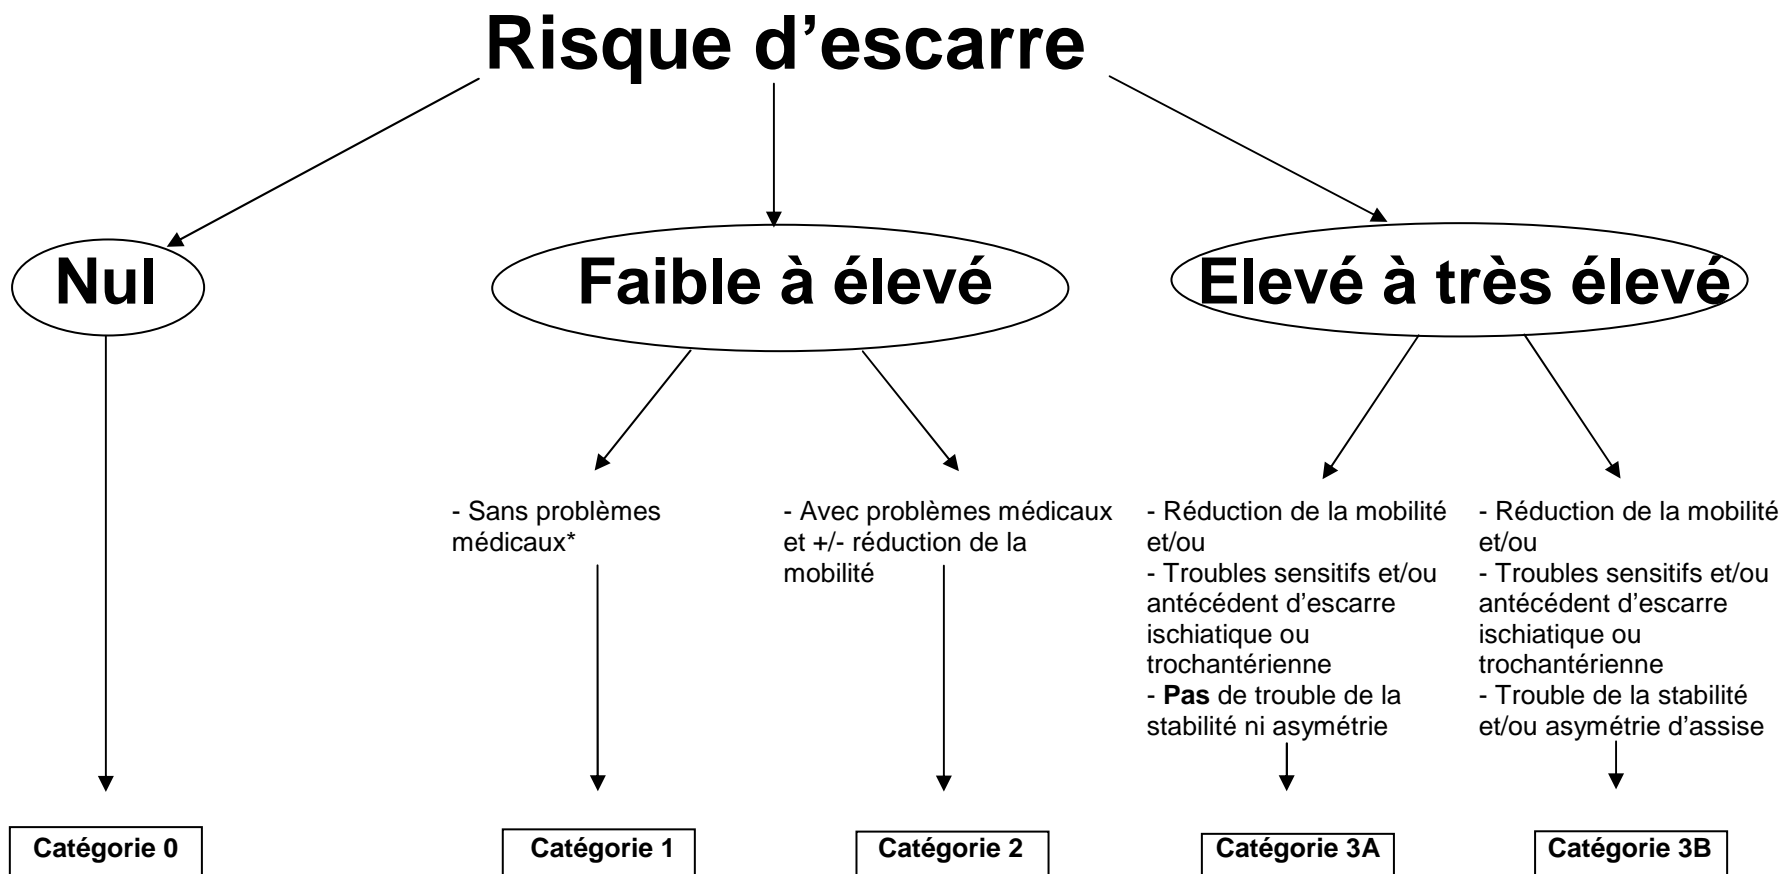 Risque d’escarre
Nul
Faible à élevé
Elevé à très élevé
- Sans problèmes
médicaux*
- Avec problèmes médicaux
et +/- réduction de la
mobilité
- Réduction de la mobilité
et/ou
- Troubles sensitifs et/ou
antécédent d’escarre
ischiatique ou
trochantérienne
- Pas de trouble de la
stabilité ni asymétrie
- Réduction de la mobilité
et/ou
- Troubles sensitifs et/ou
antécédent d’escarre
ischiatique ou
trochantérienne
- Trouble de la stabilité
et/ou asymétrie d’assise
Catégorie 0
Catégorie 1
Catégorie 2
Catégorie 3A
Catégorie 3B